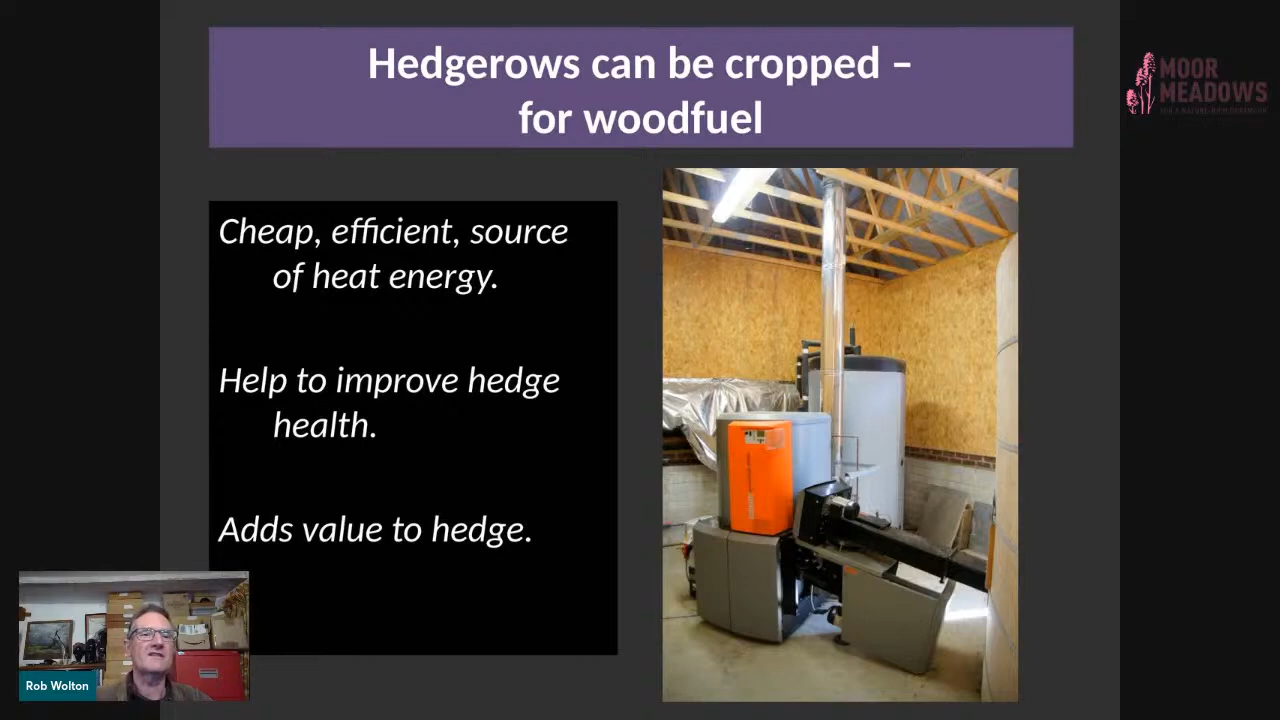 Hedgerows can be cropped –
for woodfuel
MOOR
MEADOWS
Cheap, efficient, source
of heat energy.
Help to improve hedge
health.
Adds value to hedge.
Rob Wolton